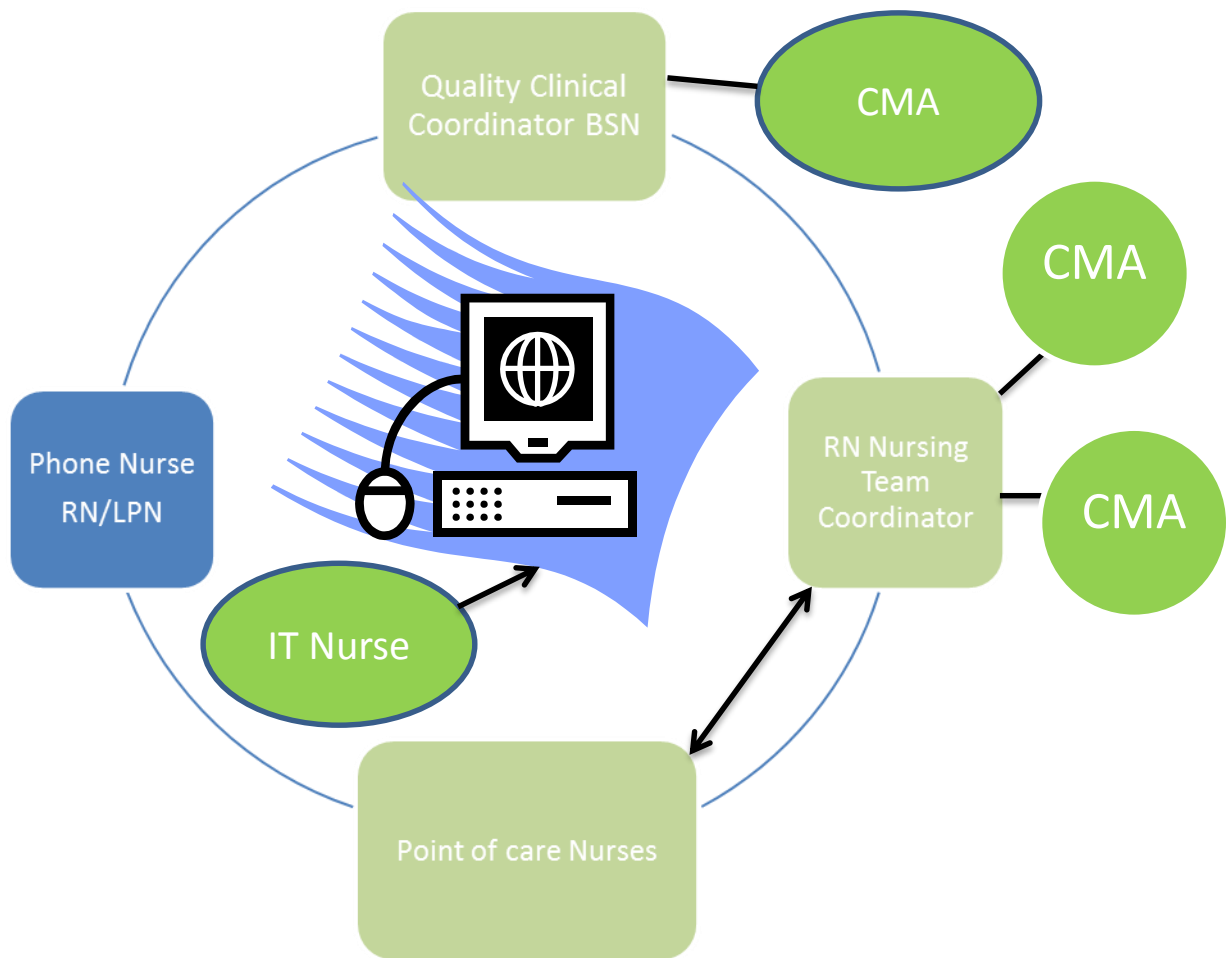 Quality Clinical
Coordinator BSN
CMA
CMA
Phone Nurse
RN/LPN
RN Nursing
Team
Coordinator
CMA
IT Nurse
Point of care Nurses